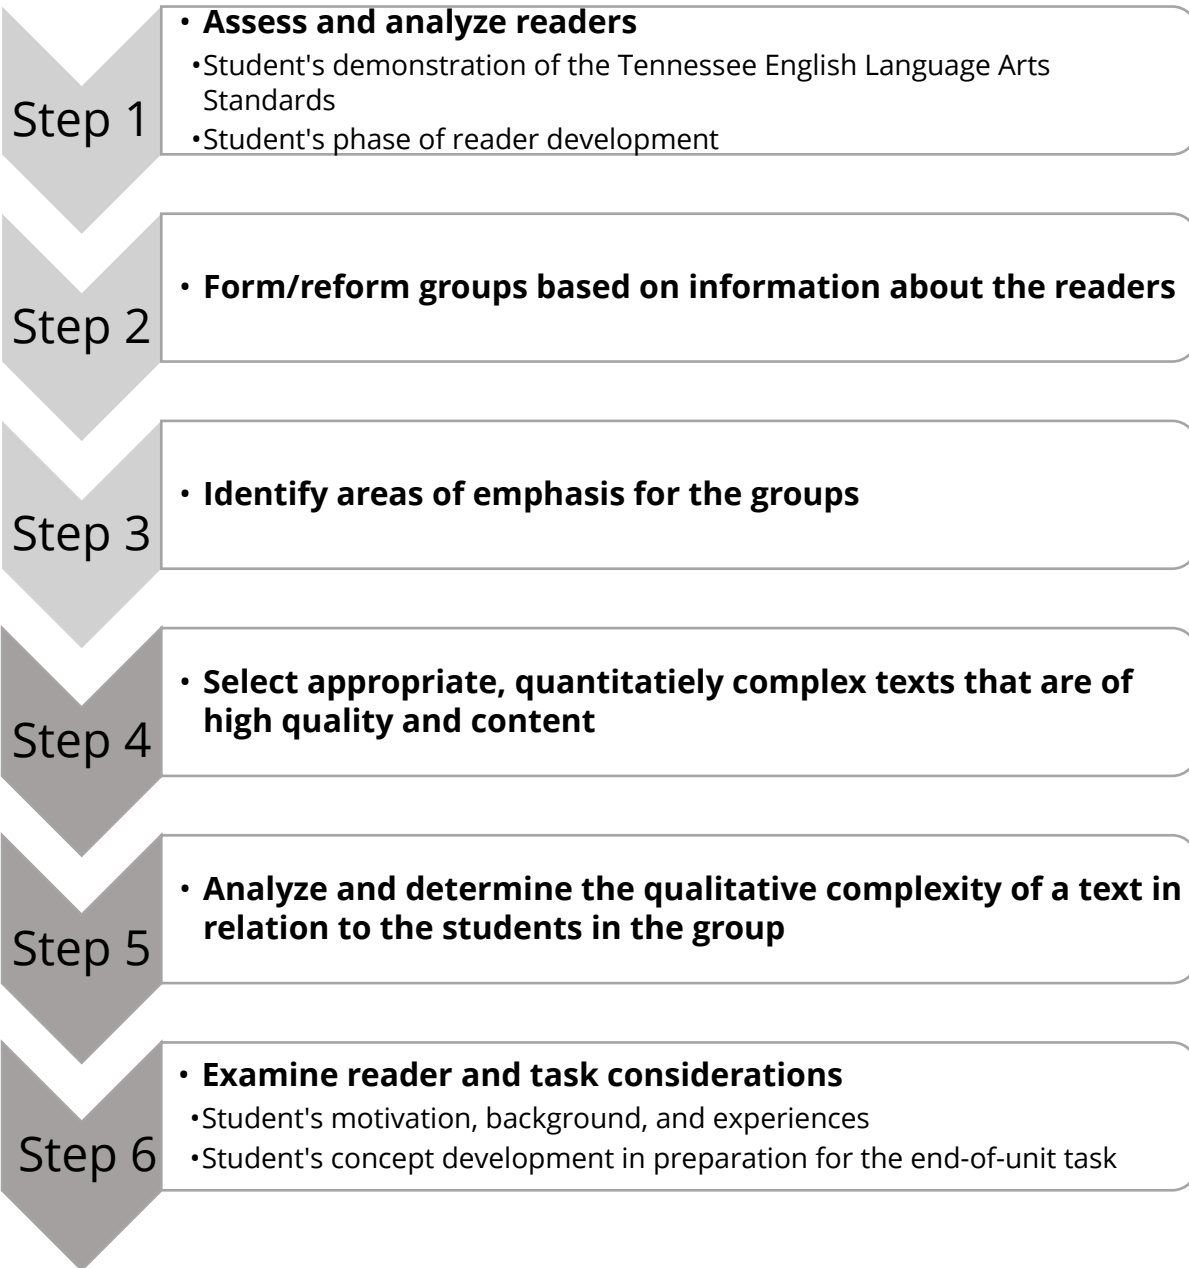 Step 1
• Assess and analyze readers
•Student's demonstration of the Tennessee English Language Arts
Standards
•Student's phase of reader development
Step 2
• Form/reform groups based on information about the readers
Step 3
• Identify areas of emphasis for the groups
Step 4
• Select appropriate, quantitatiely complex texts that are of
high quality and content
Step 5
• Analyze and determine the qualitative complexity of a text in
relation to the students in the group
Step 6
• Examine reader and task considerations
•Student's motivation, background, and experiences
•Student's concept development in preparation for the end-of-unit task